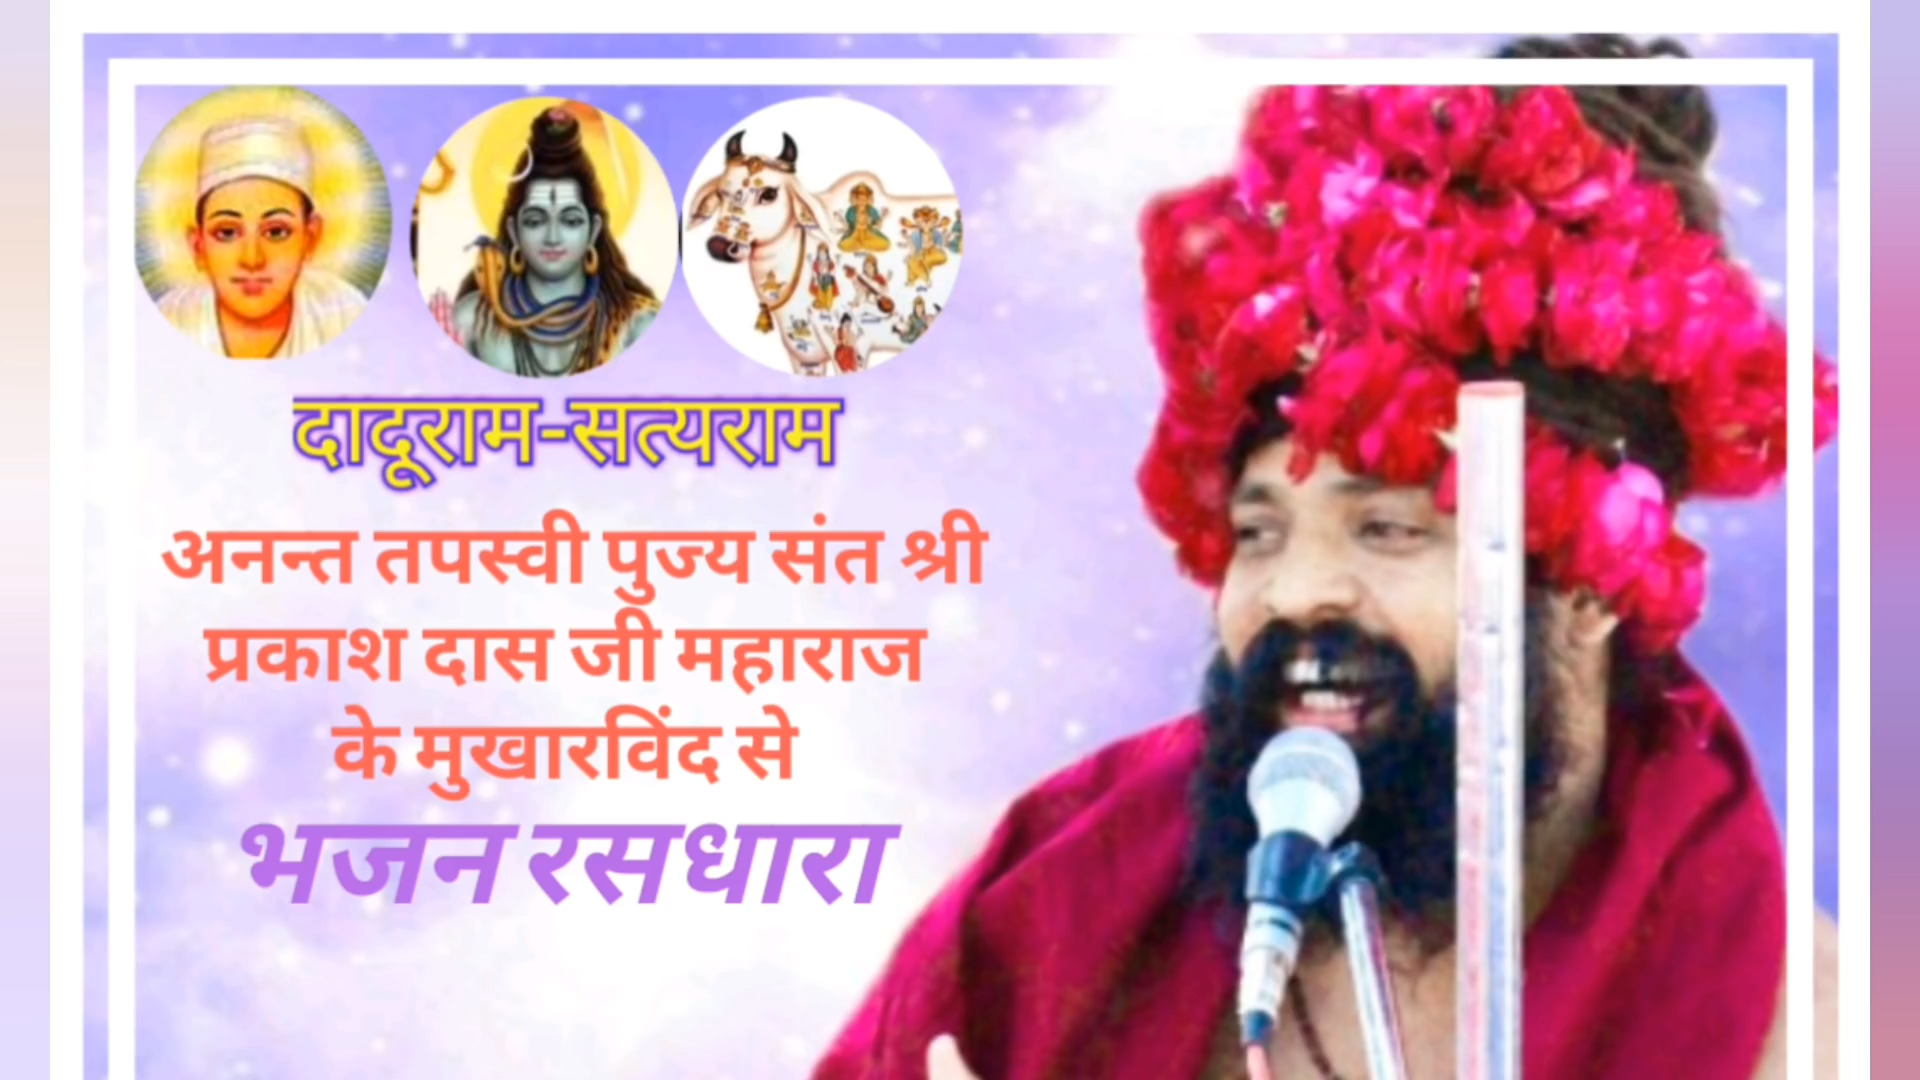 दादूराम-सत्यराम
अनन्त तपस्वी पुज्य संत श्री
प्रकाश दास जी महाराज
के मुखारविंद से
भजन रसधारा